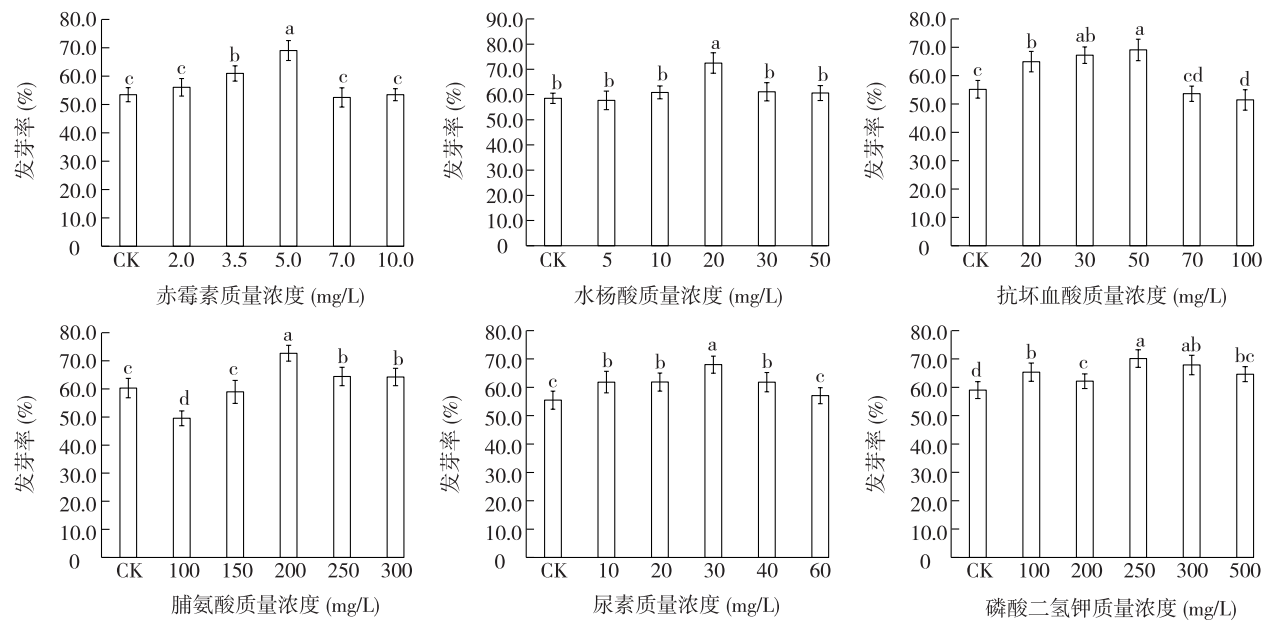 80.0
70.0
60.0
50.0
40.0
30.0
20.0
10.0
0
发芽率 (%)
c
c
b
a
c
c
CK 2.0 3.5 5.0 7.0 10.0
赤霉素质量浓度 (mg/L)
90.0
80.0
70.0
60.0
50.0
40.0
30.0
20.0
10.0
0
发芽率 (%)
b
b
b
a
b
b
CK 5 10 20 30 50
水杨酸质量浓度 (mg/L)
80.0
70.0
60.0
50.0
40.0
30.0
20.0
10.0
0
发芽率 (%)
c
b
ab
a
cd
d
CK 20 30 50 70 100
抗坏血酸质量浓度 (mg/L)
80.0
70.0
60.0
50.0
40.0
30.0
20.0
10.0
0
发芽率 (%)
c
d
c
a
b
b
CK 100 150 200 250 300
脯氨酸质量浓度 (mg/L)
80.0
70.0
60.0
50.0
40.0
30.0
20.0
10.0
0
发芽率 (%)
c
b
b
a
b
c
CK 10 20 30 40 60
尿素质量浓度 (mg/L)
80.0
70.0
60.0
50.0
40.0
30.0
20.0
10.0
0
发芽率 (%)
d
b
c
a
ab
bc
CK 100 200 250 300 500
磷酸二氢钾质量浓度 (mg/L)